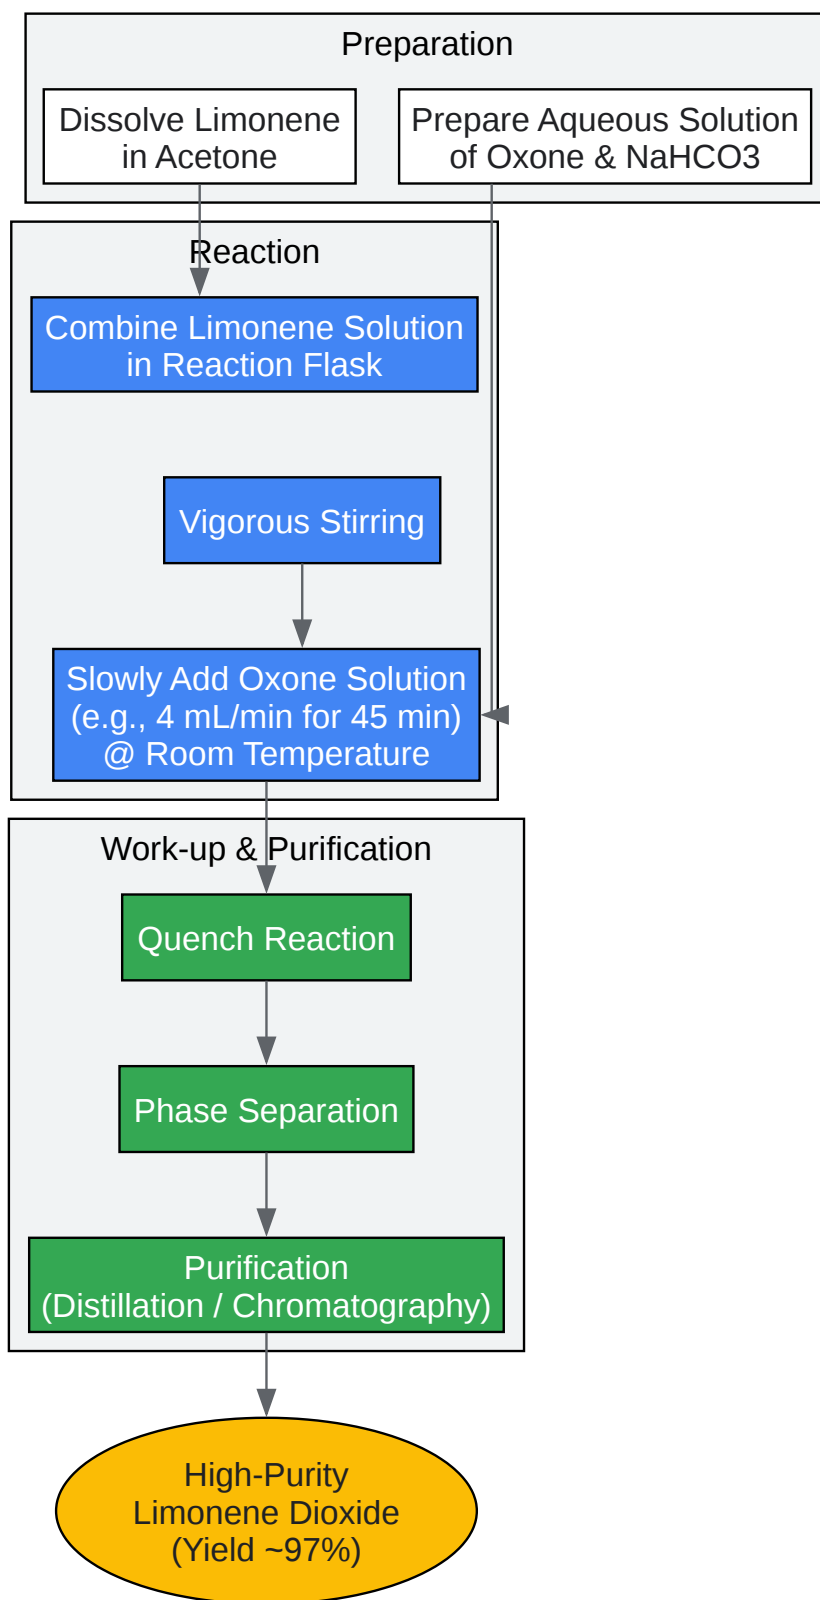 Preparation
Dissolve Limonene
in Acetone
Prepare Aqueous Solution
of Oxone & NaHCO3
Reaction
Combine Limonene Solution
in Reaction Flask
Vigorous Stirring
Slowly Add Oxone Solution
(e.g., 4 mL/min for 45 min)
@ Room Temperature
Work-up & Purification
Quench Reaction
Phase Separation
Purification
(Distillation / Chromatography)
High-Purity
Limonene Dioxide
(Yield ~97%)